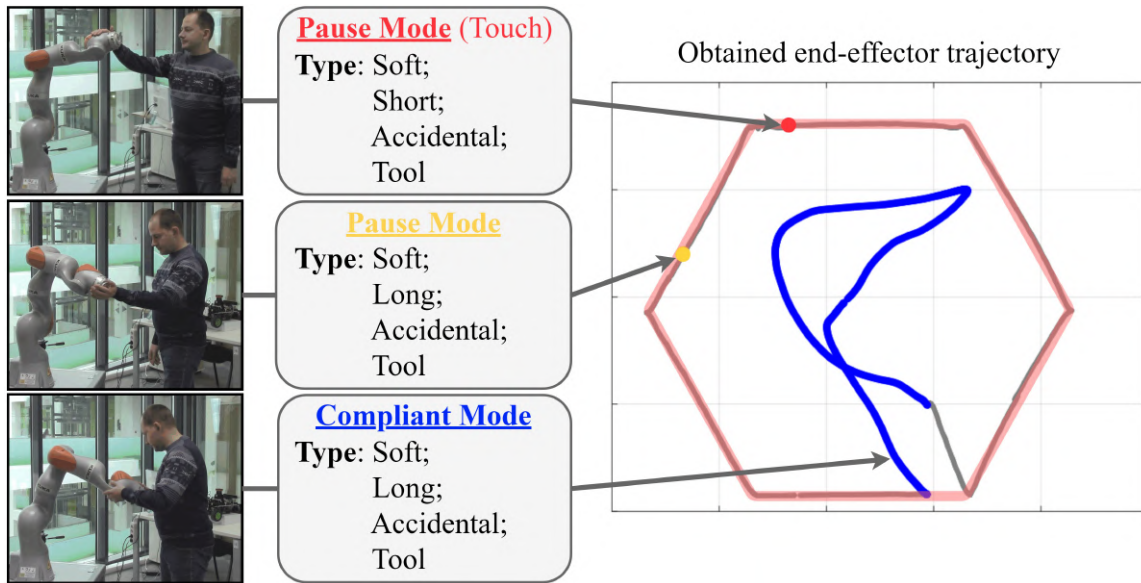 Pause Mode (Touch)
Type: Soft;
Short;
Accidental;
Tool
Pause Mode
Type: Soft;
Long;
Accidental;
Tool
Compliant Mode
Type: Soft;
Long;
Accidental;
Tool
Obtained end-effector trajectory